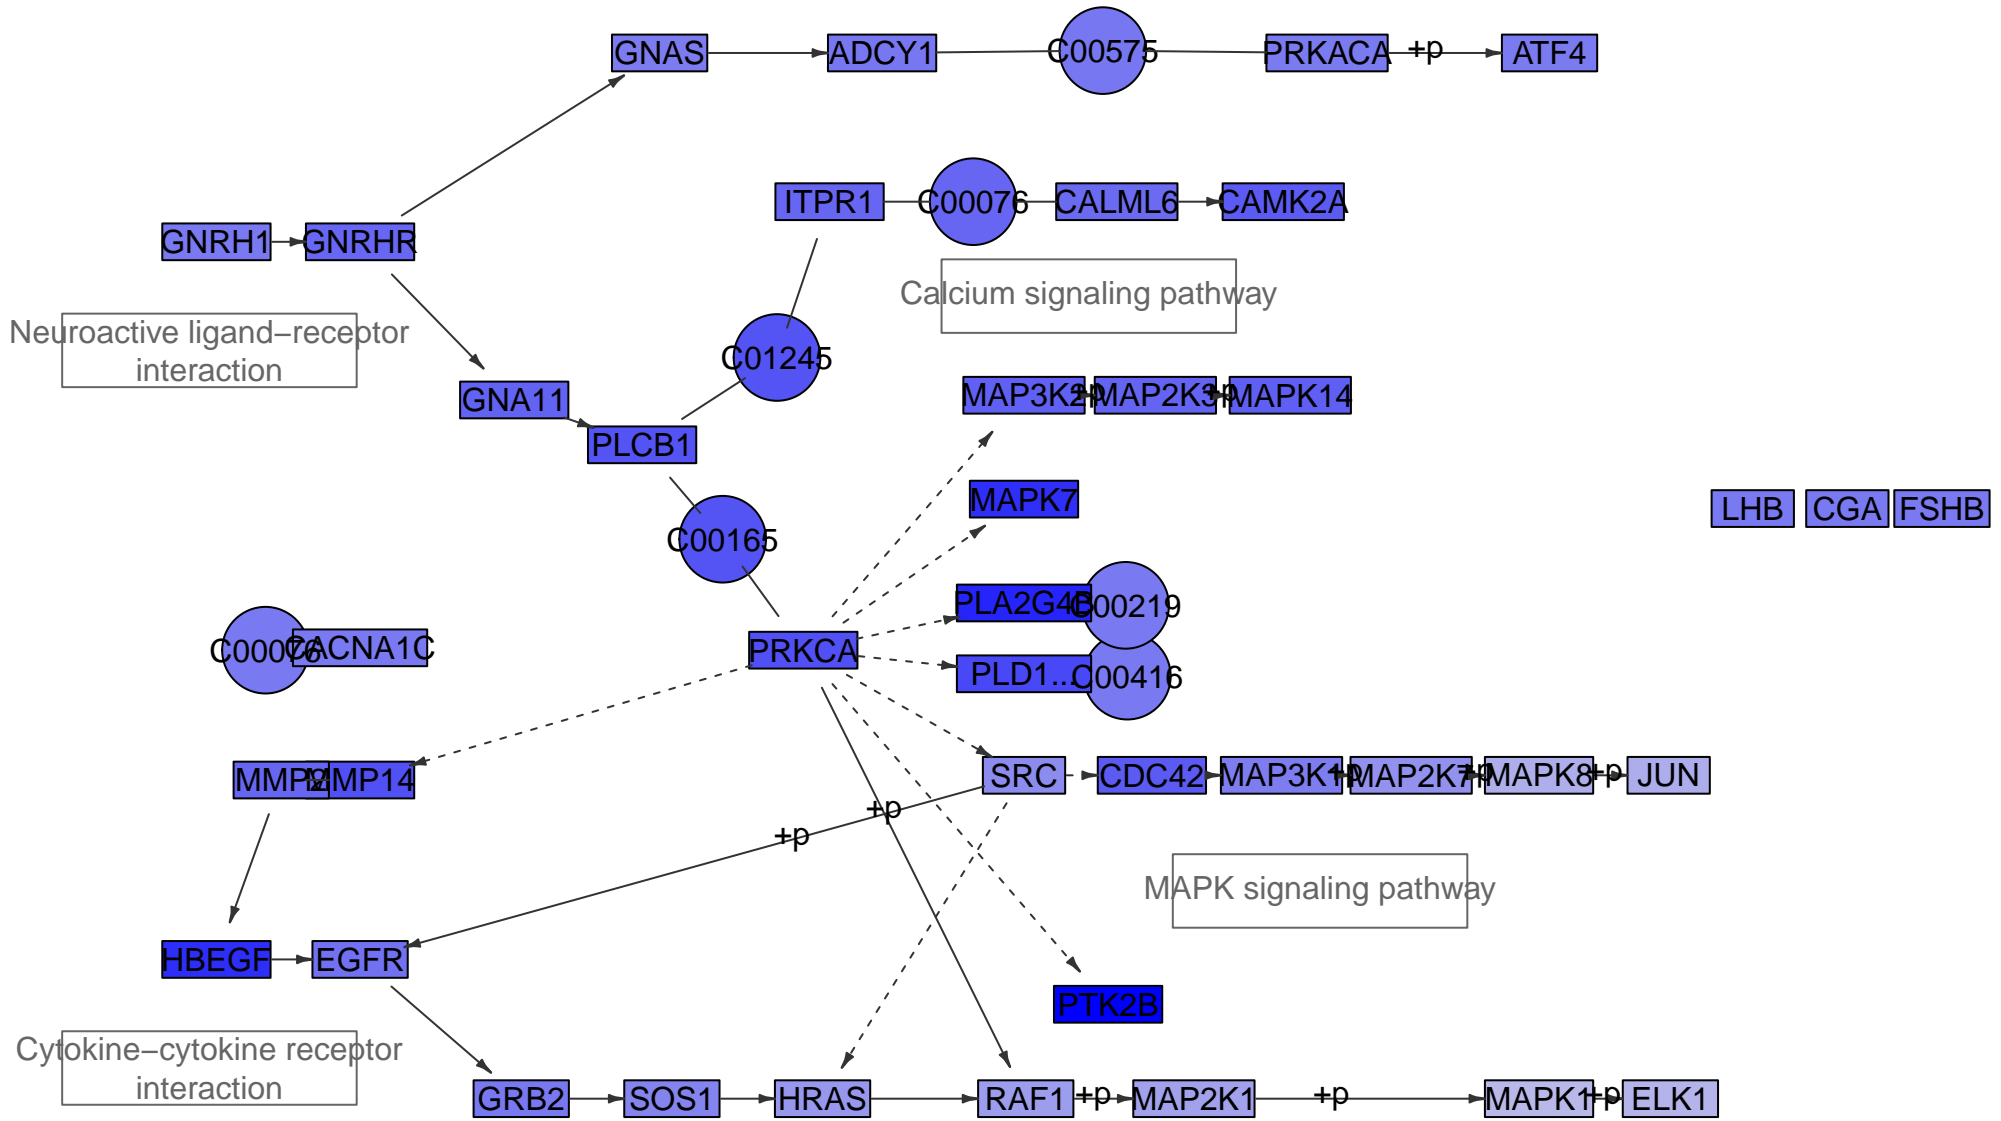 GNAS
ADCY1
C00575
PRKACA
+p
ATF4
ITPR1
C00076
CALML6
CAMK2A
GNRH1
GNRHR
Calcium signaling pathway
Neuroactive ligand−receptor
interaction
C01245
GNA11
MAP3K2
+p
MAP2K3
+p
MAPK14
PLCB1
MAPK7
LHB
CGA
FSHB
C00165
PLA2G4B
C00219
C00076
CACNA1C
PRKCA
PLD1...
C00416
MMP2
MMP14
SRC
CDC42
MAP3K1
+p
MAP2K7
+p
MAPK8
+p
JUN
+p
+p
MAPK signaling pathway
HBEGF
EGFR
PTK2B
Cytokine−cytokine receptor
interaction
GRB2
SOS1
HRAS
RAF1
+p
MAP2K1
+p
MAPK1
+p
ELK1